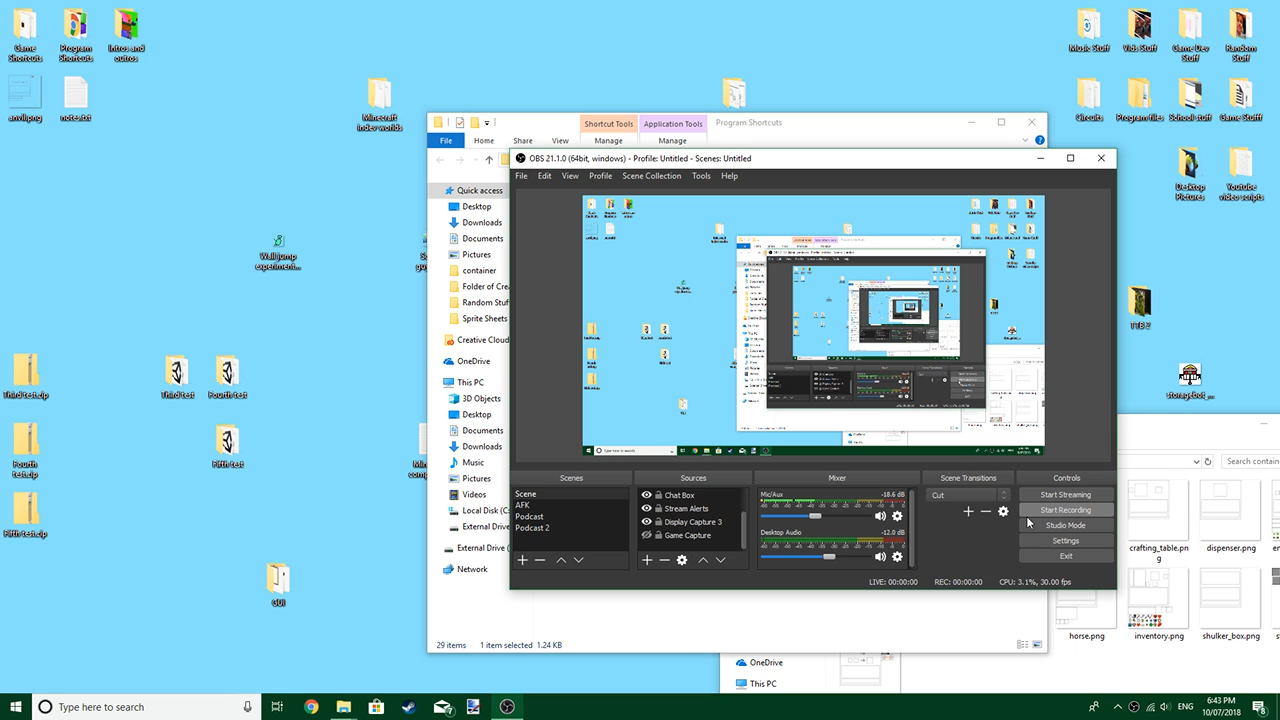 Game Shortcuts
Program Shortcuts
Intros and outros
anvilipng
notes.txt
Minecraft indev worlds
Music Stuff
Vids Stuff
Game Dev Stuff
Random Stuff
Circuits
Program files
School stuff
Desktop Pictures
Youtube video scripts
TTB 2
storagebot_...
Wall jump experiment...
Third test.zip
Third test
Fourth test
Fourth test.zip
Fifth test
Fifth test.zip
GUI
Shortcut Tools
Application Tools
Program Shortcuts
File
Home
Share
View
Manage
Manage
Quick access
Desktop
Downloads
Documents
Pictures
container
Folder of Cre
Random Stuf
Sprite Sheets
Creative Cloud
OneDrive
This PC
3D Objects
Desktop
Documents
Downloads
Music
Pictures
Videos
Local Disk (C
External Drive
External Drive (
Network
29 items
1 item selected 1.24 KB
OBS 21.1.0 (64bit, windows) - Profile: Untitled - Scenes: Untitled
File
Edit
View
Profile
Scene Collection
Tools
Help
Scenes
Sources
Mixer
Scene Transitions
Controls
Scene
AFK
Podcast
Podcast 2
Chat Box
Stream Alerts
Display Capture 3
Game Capture
Mic/Aux
-18.6 dB
Desktop Audio
-12.0 dB
Cut
Start Streaming
Start Recording
Studio Mode
Settings
Exit
LIVE: 00:00:00
REC: 00:00:00
CPU: 3.1%, 30.00 fps
Search contain
crafting_table.png
dispenser.png
horse.png
inventory.png
shulker_box.png
OneDrive
This PC
Type here to search
ENG
6:43 PM
10/07/2018